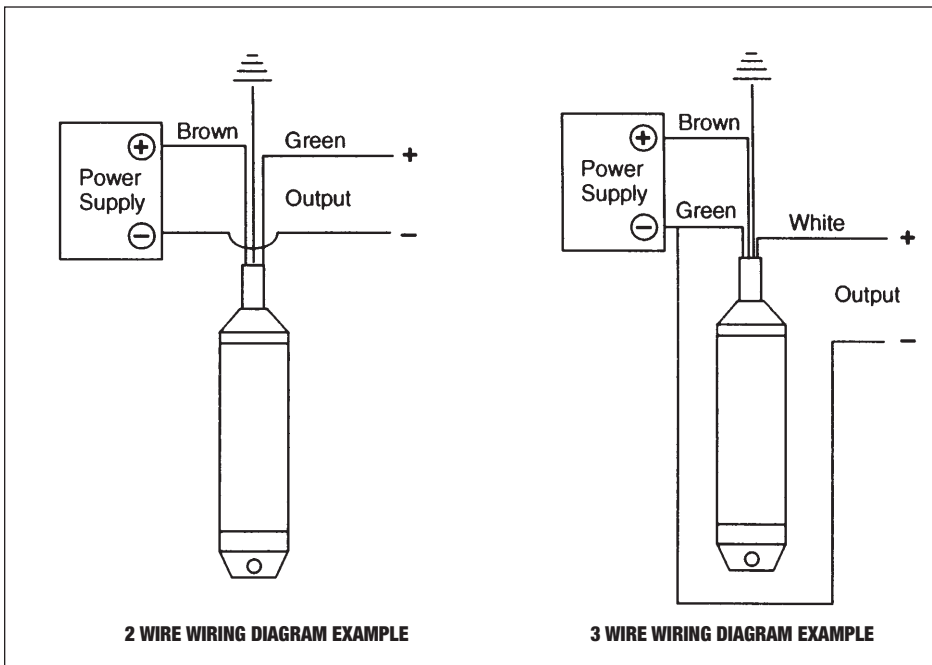 Brown
+
Green
+
Power
Supply
Output
−
−
2 WIRE WIRING DIAGRAM EXAMPLE
Brown
+
Power
Supply
Green
−
White
+
Output
−
3 WIRE WIRING DIAGRAM EXAMPLE